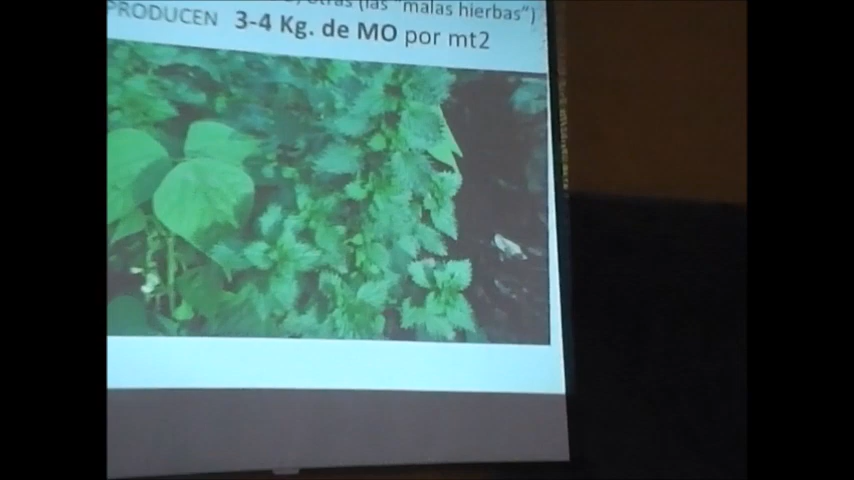 otras (las "malas hierbas")
PRODUCEN 3-4 Kg. de MO por mt2